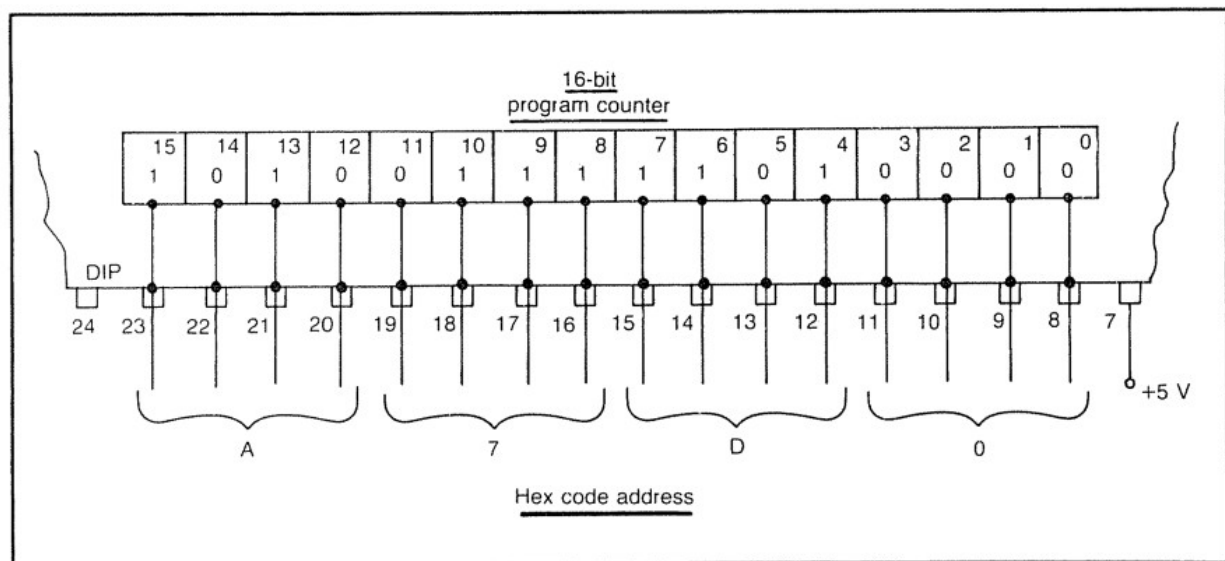 16-bit
program counter
15 14 13 12 11 10 9 8 7 6 5 4 3 2 1 0
1 0 1 0 0 1 1 1 1 1 0 1 0 0 0 0
DIP
24 23 22 21 20 19 18 17 16 15 14 13 12 11 10 9 8 7
+5 V
A 7 D 0
Hex code address